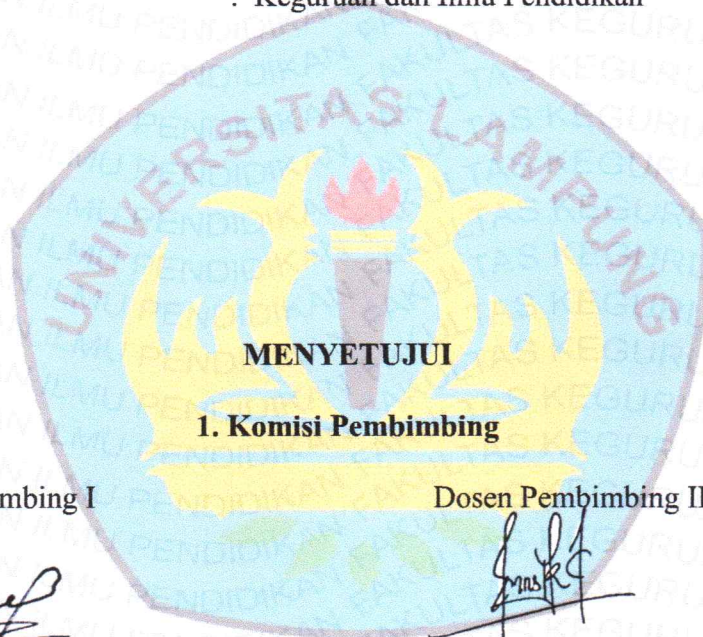 : Keguruan dan Ilmu Pendidikan
UNIVERSITAS LAMPUNG
MENYETUJUI
1. Komisi Pembimbing
mbing I
Dosen Pembimbing II